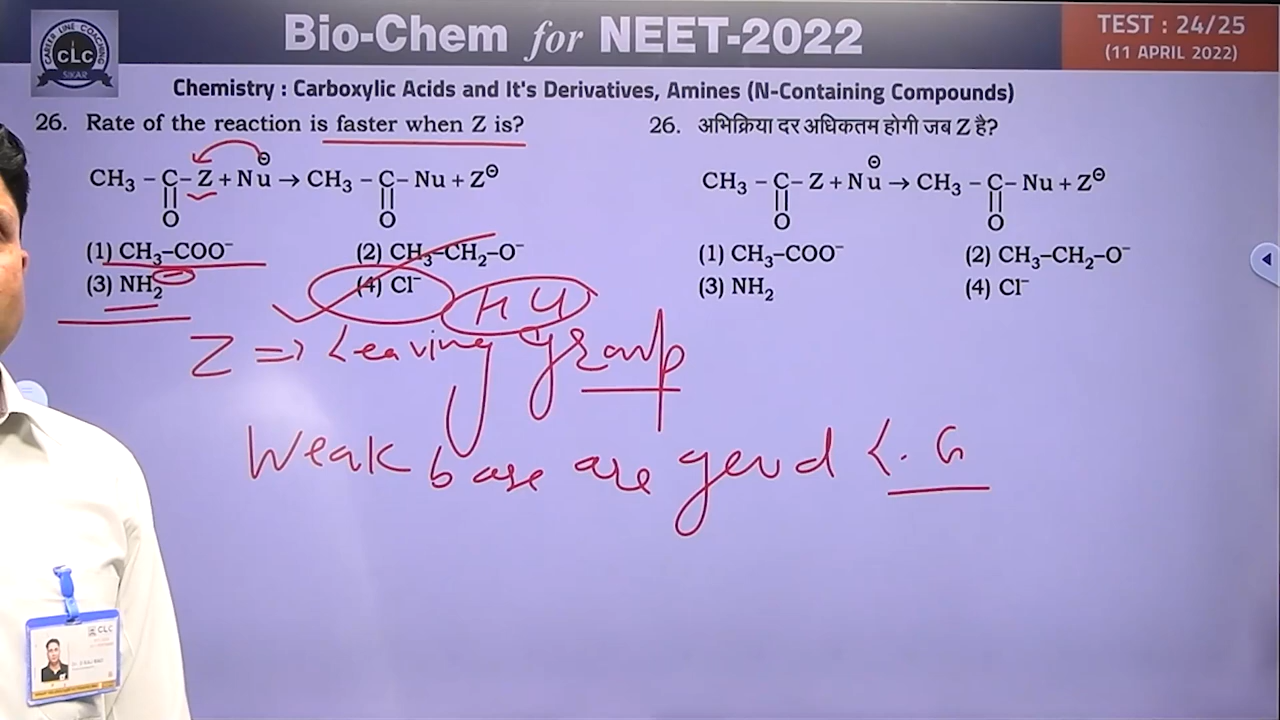 CAREER LINE COACHING
CLC
SIKAR
Bio-Chem for NEET-2022
TEST : 24/25
(11 APRIL 2022)
Chemistry : Carboxylic Acids and It's Derivatives, Amines (N-Containing Compounds)
26. Rate of the reaction is faster when Z is?
CH₃ – C – Z + Nu⊖ → CH₃ – C – Nu + Z⊖
O O
(1) CH₃–COO⁻ (2) CH₃–CH₂–O⁻
(3) NH₂⁻ (4) Cl⁻
HCl
Z => Leaving group
Weak base are good L.G
26. अभिक्रिया दर अधिकतम होगी जब Z है?
CH₃ – C – Z + Nu⊖ → CH₃ – C – Nu + Z⊖
O O
(1) CH₃–COO⁻ (2) CH₃–CH₂–O⁻
(3) NH₂ (4) Cl⁻
CLC